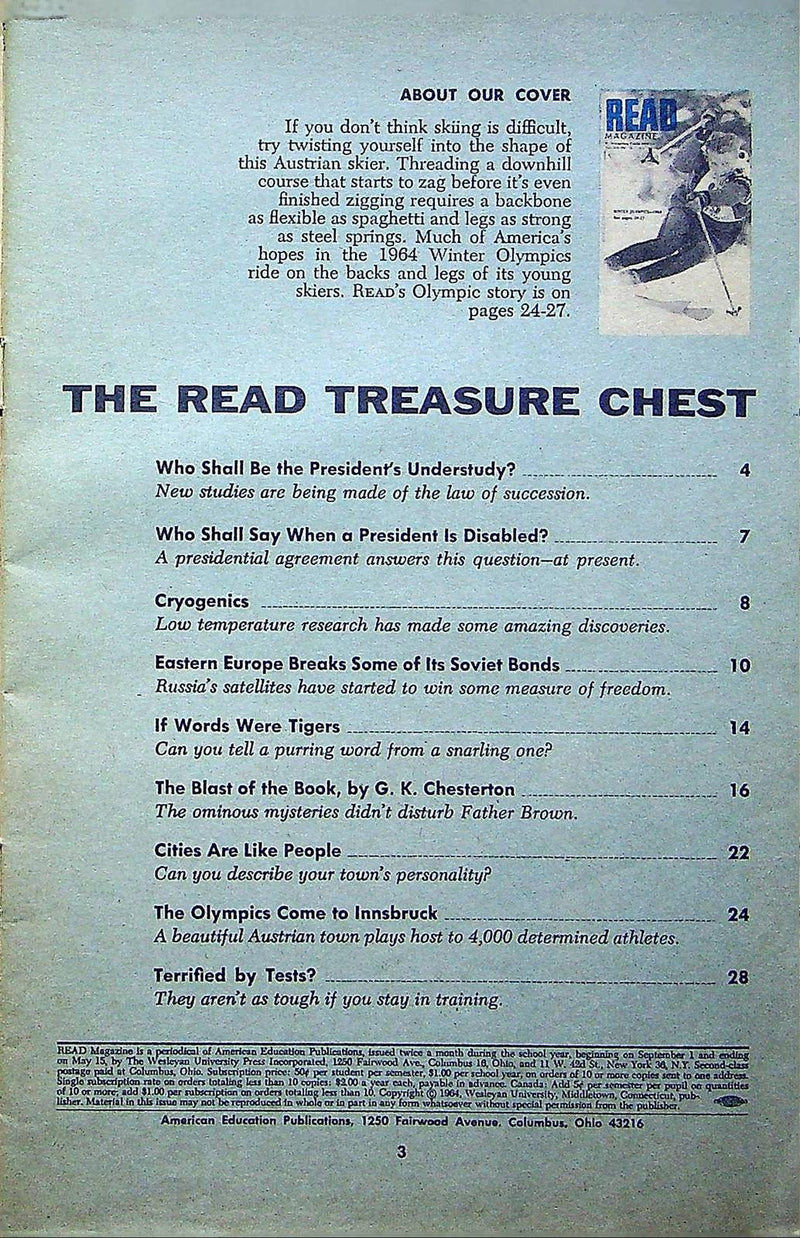 ABOUT OUR COVER
If you don't think skiing is difficult,
try twisting yourself into the shape of
this Austrian skier. Threading a downhill
course that starts to zag before it's even
finished zigging requires a backbone
as flexible as spaghetti and legs as strong
as steel springs. Much of America's
hopes in the 1964 Winter Olympics
ride on the backs and legs of its young
skiers. READ's Olympic story is on
pages 24-27.
READ
MAGAZINE
THE READ TREASURE CHEST
Who Shall Be the President's Understudy? 4
New studies are being made of the law of succession.
Who Shall Say When a President Is Disabled? 7
A presidential agreement answers this question—at present.
Cryogenics 8
Low temperature research has made some amazing discoveries.
Eastern Europe Breaks Some of Its Soviet Bonds 10
Russia's satellites have started to win some measure of freedom.
If Words Were Tigers 14
Can you tell a purring word from a snarling one?
The Blast of the Book, by G. K. Chesterton 16
The ominous mysteries didn't disturb Father Brown.
Cities Are Like People 22
Can you describe your town's personality?
The Olympics Come to Innsbruck 24
A beautiful Austrian town plays host to 4,000 determined athletes.
Terrified by Tests? 28
They aren't as tough if you stay in training.
READ Magazine is a periodical of American Education Publications, issued twice a month during the school year, beginning on September 1 and ending
on May 15, by The Wesleyan University Press Incorporated, 1250 Fairwood Ave., Columbus 16, Ohio, and 11 W. 42d St., New York 36, N.Y. Second-class
postage paid at Columbus, Ohio. Subscription price: 50¢ per student per semester, $1.00 per school year, on orders of 10 or more copies sent to one address.
Single subscription rate on orders totaling less than 10 copies: $2.00 a year each, payable in advance. Canada: Add 5¢ per semester per pupil on quantities
of 10 or more; add $1.00 per subscription on orders totaling less than 10. Copyright © 1964, Wesleyan University, Middletown, Connecticut, pub-
lisher. Material in this issue may not be reproduced in whole or in part in any form whatsoever without special permission from the publisher.
American Education Publications, 1250 Fairwood Avenue, Columbus, Ohio 43216
3